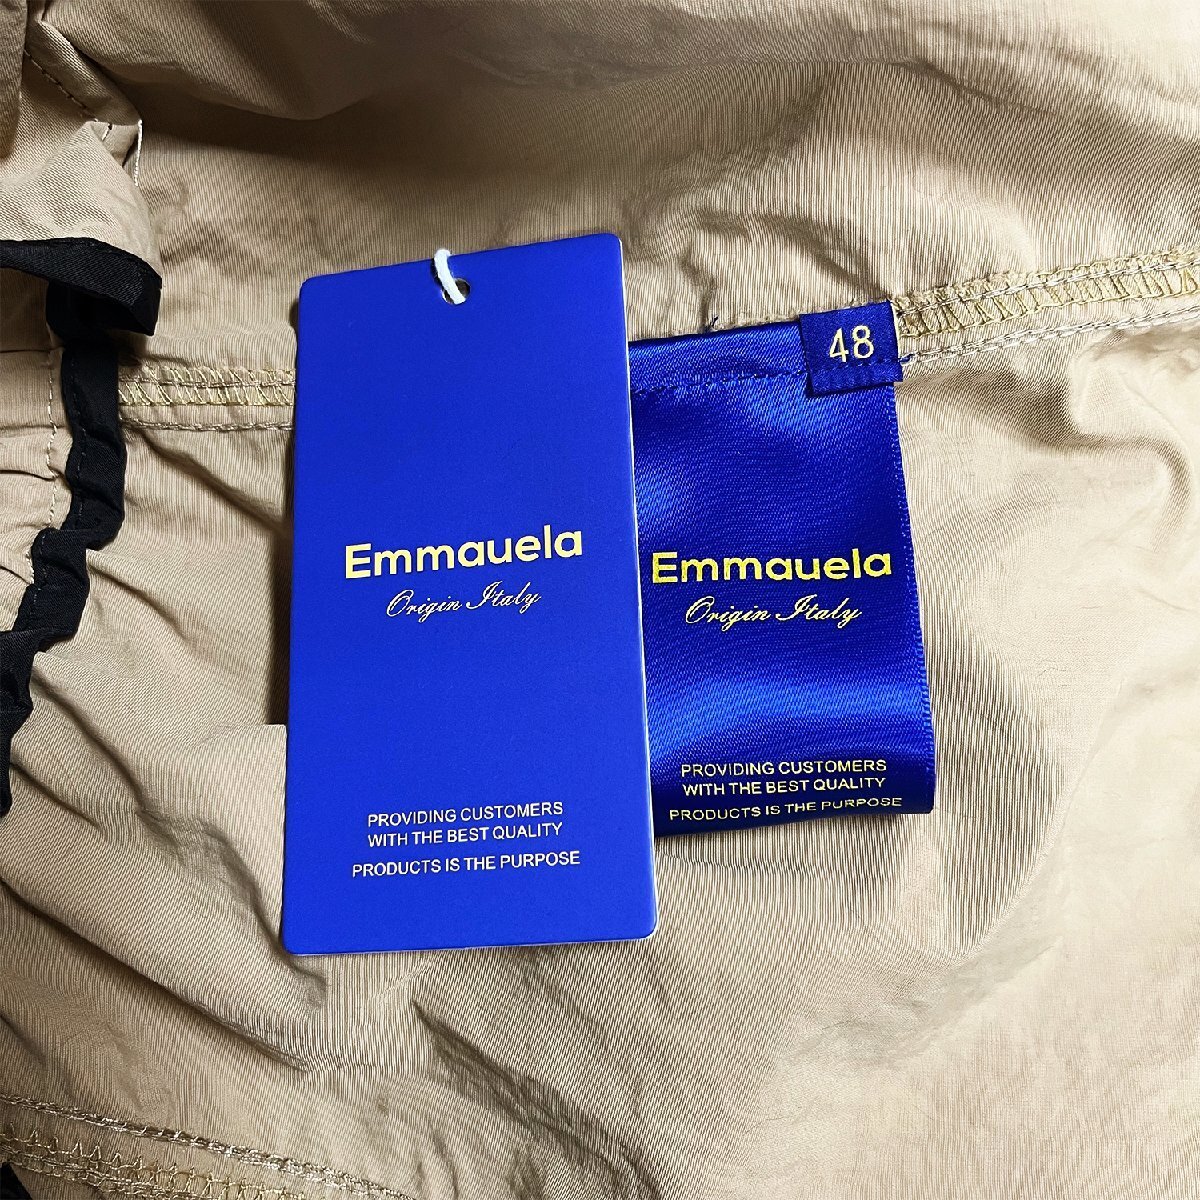 Emmauela
Origin Italy
PROVIDING CUSTOMERS
WITH THE BEST QUALITY
PRODUCTS IS THE PURPOSE
48
Emmauela
Origin Italy
PROVIDING CUSTOMERS
WITH THE BEST QUALITY
PRODUCTS IS THE PURPOSE